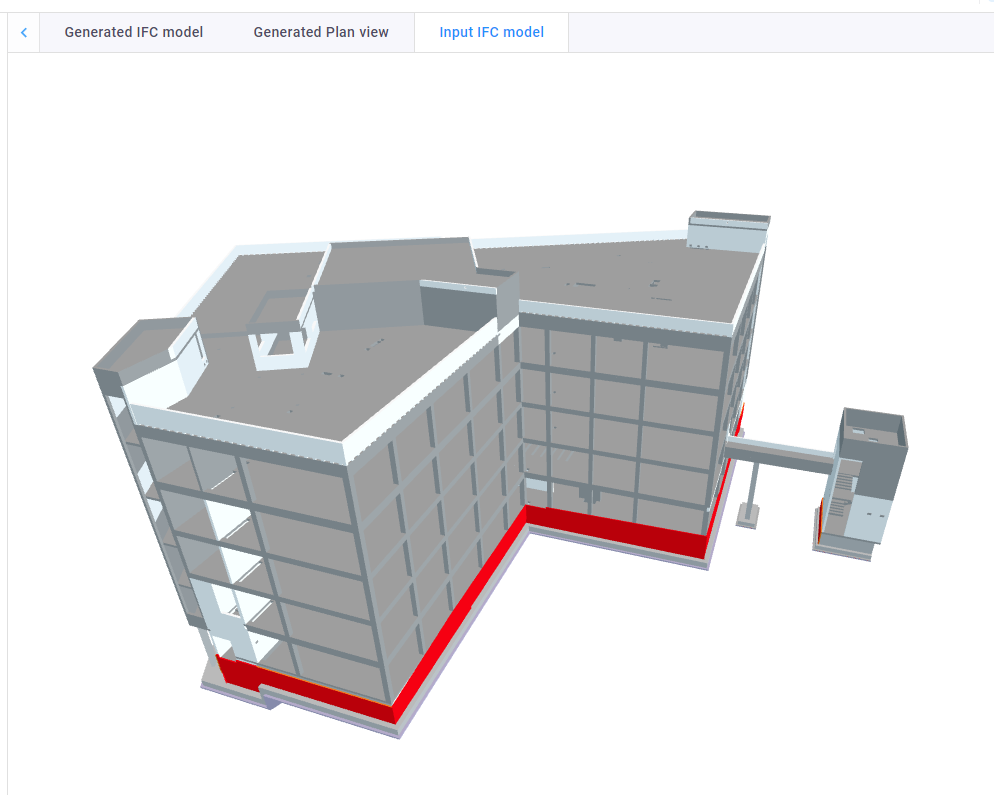 Generated IFC model
Generated Plan view
Input IFC model